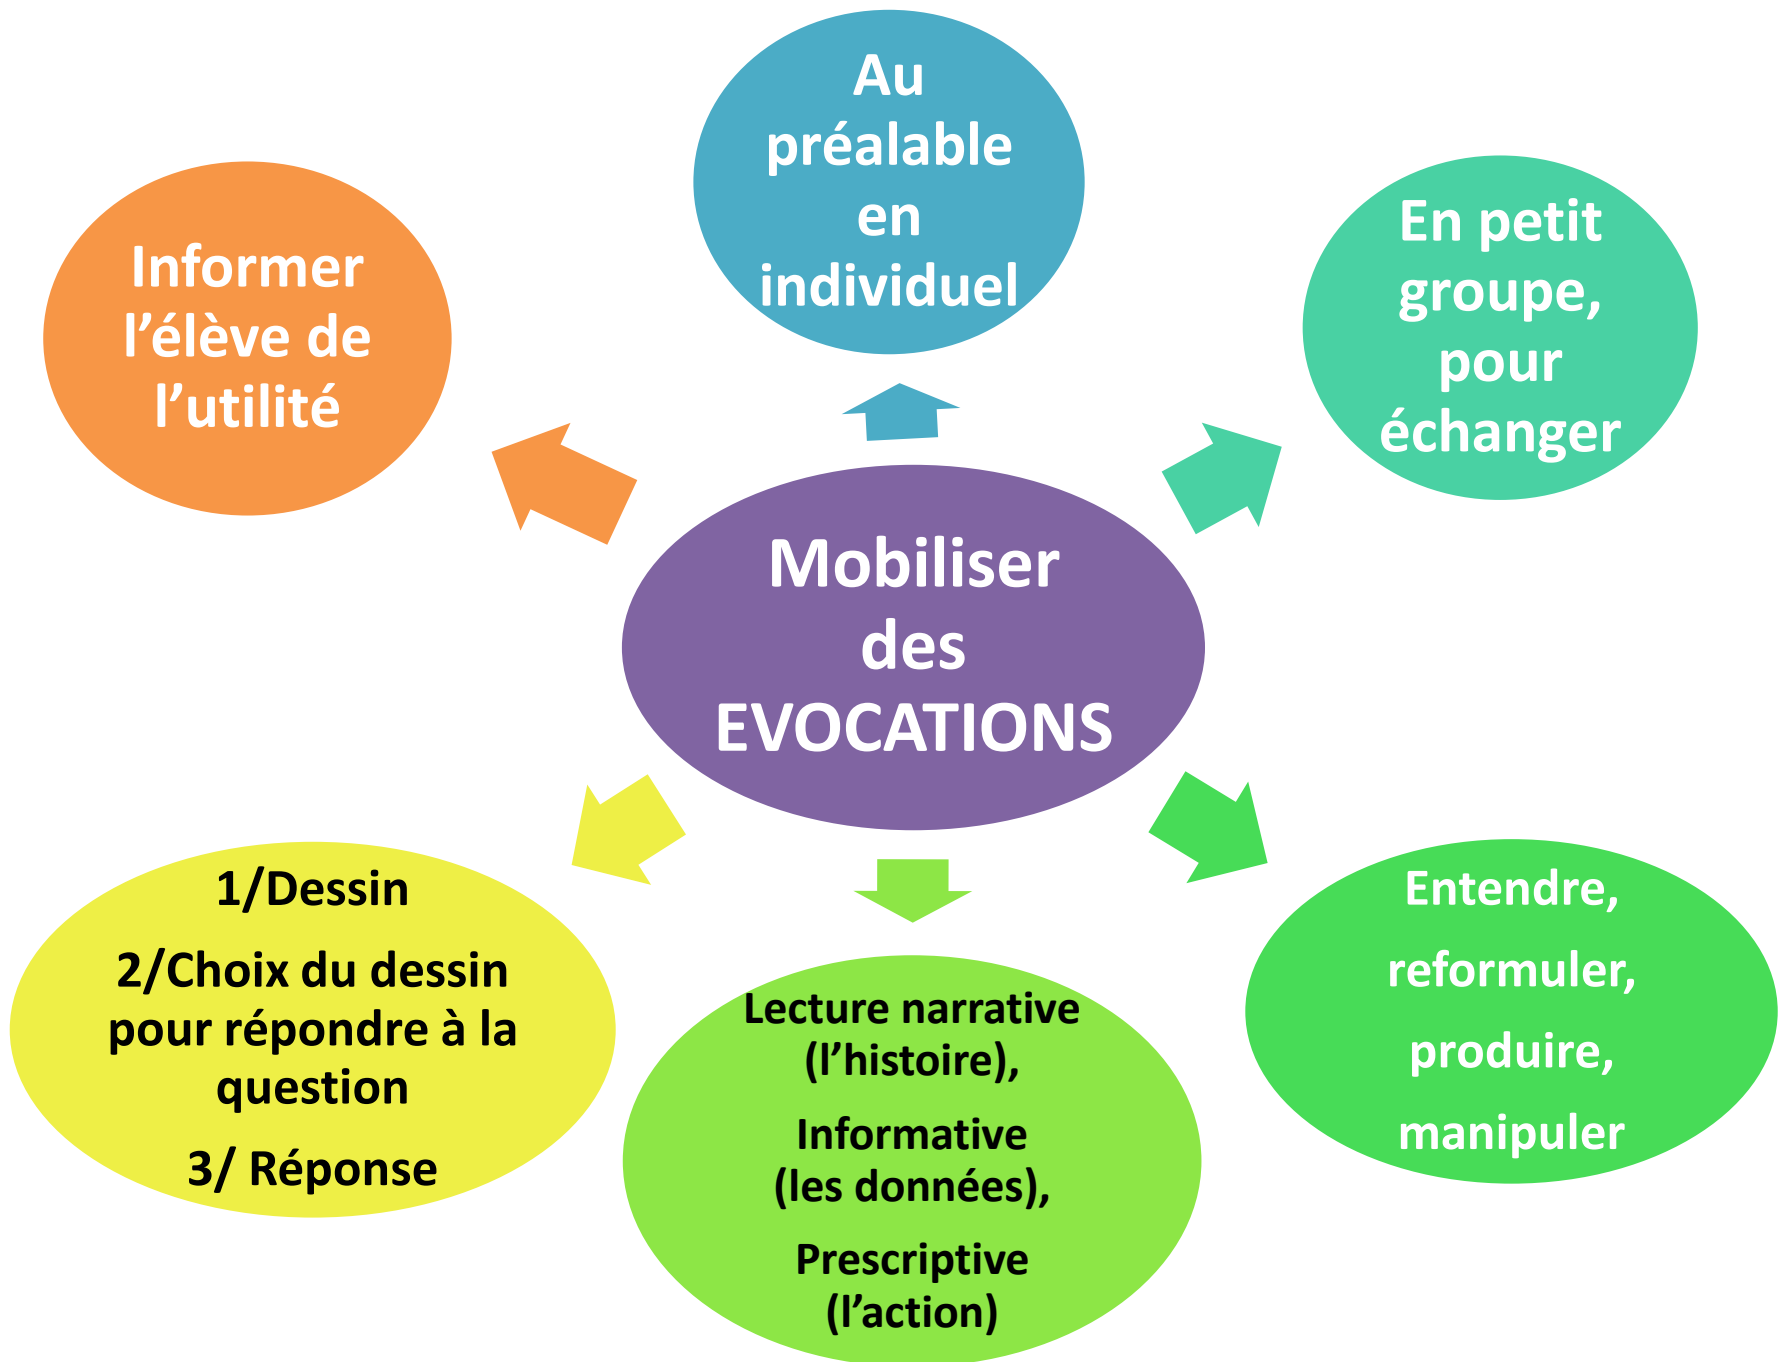 Au
préalable
en
individuel
En petit
groupe,
pour
échanger
Informer
l’élève de
l’utilité
Mobiliser
des
EVOCATIONS
1/Dessin
2/Choix du dessin
pour répondre à la
question
3/ Réponse
Lecture narrative
(l’histoire),
Informative
(les données),
Prescriptive
(l’action)
Entendre,
reformuler,
produire,
manipuler